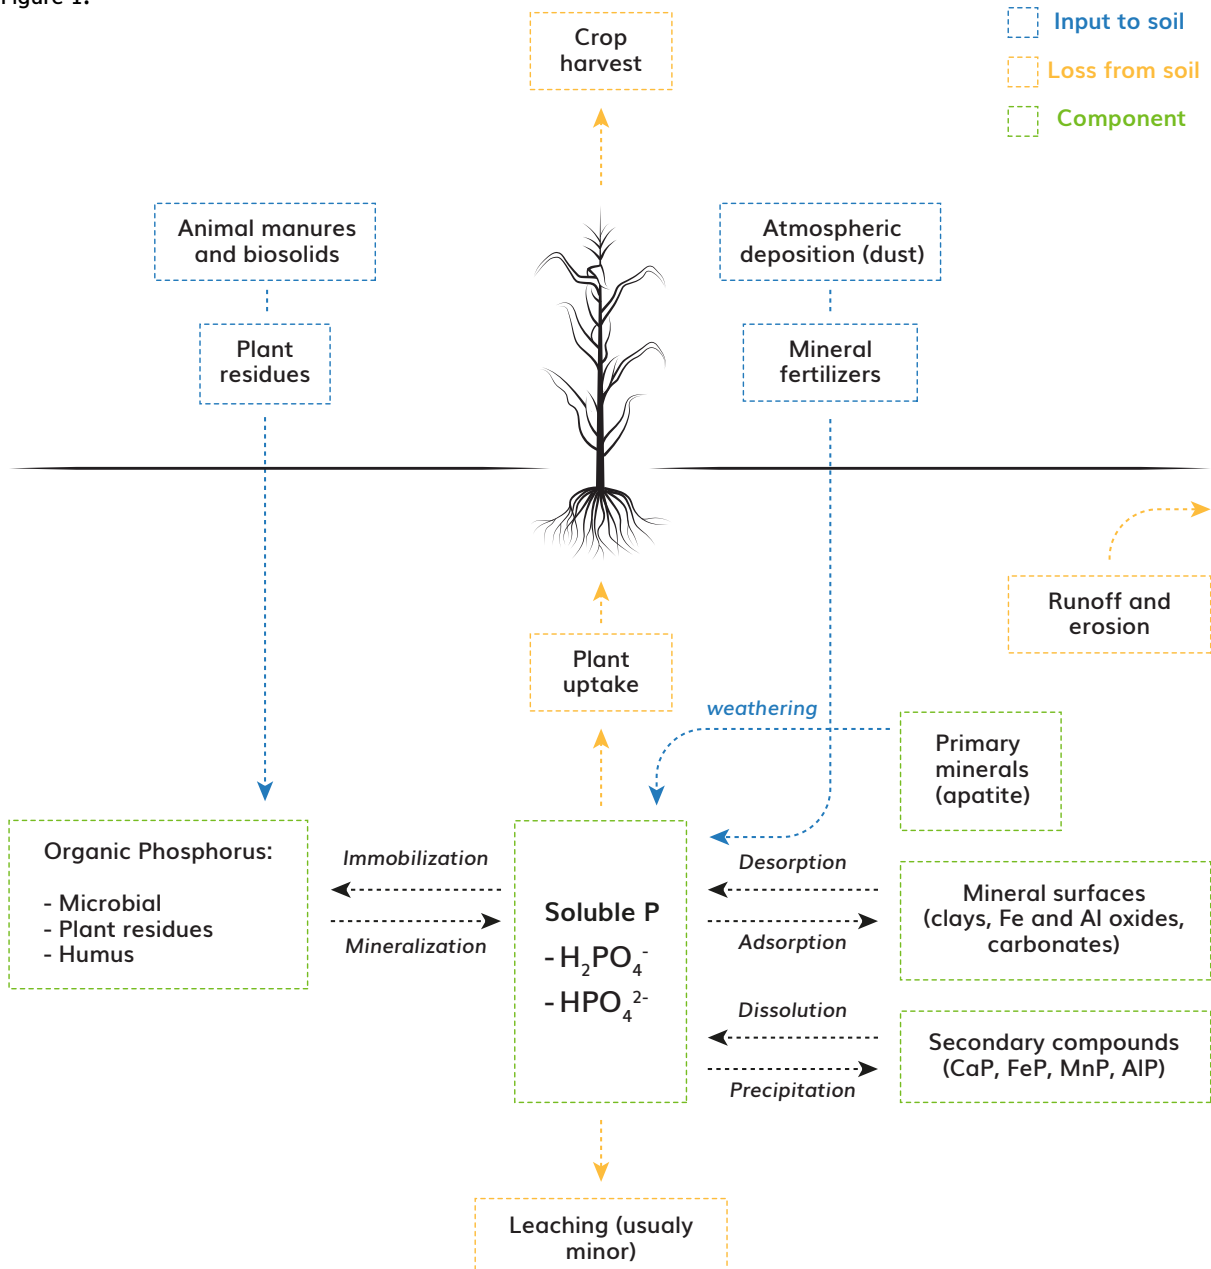 Figure 1.
Input to soil
Loss from soil
Component
Crop
harvest
Animal manures
and biosolids
Atmospheric
deposition (dust)
Plant
residues
Mineral
fertilizers
Runoff and
erosion
Plant
uptake
weathering
Primary
minerals
(apatite)
Organic Phosphorus:
- Microbial
- Plant residues
- Humus
Immobilization
Mineralization
Soluble P
- H₂PO₄⁻
- HPO₄²⁻
Desorption
Adsorption
Mineral surfaces
(clays, Fe and Al oxides,
carbonates)
Dissolution
Precipitation
Secondary compounds
(CaP, FeP, MnP, AlP)
Leaching (usualy
minor)